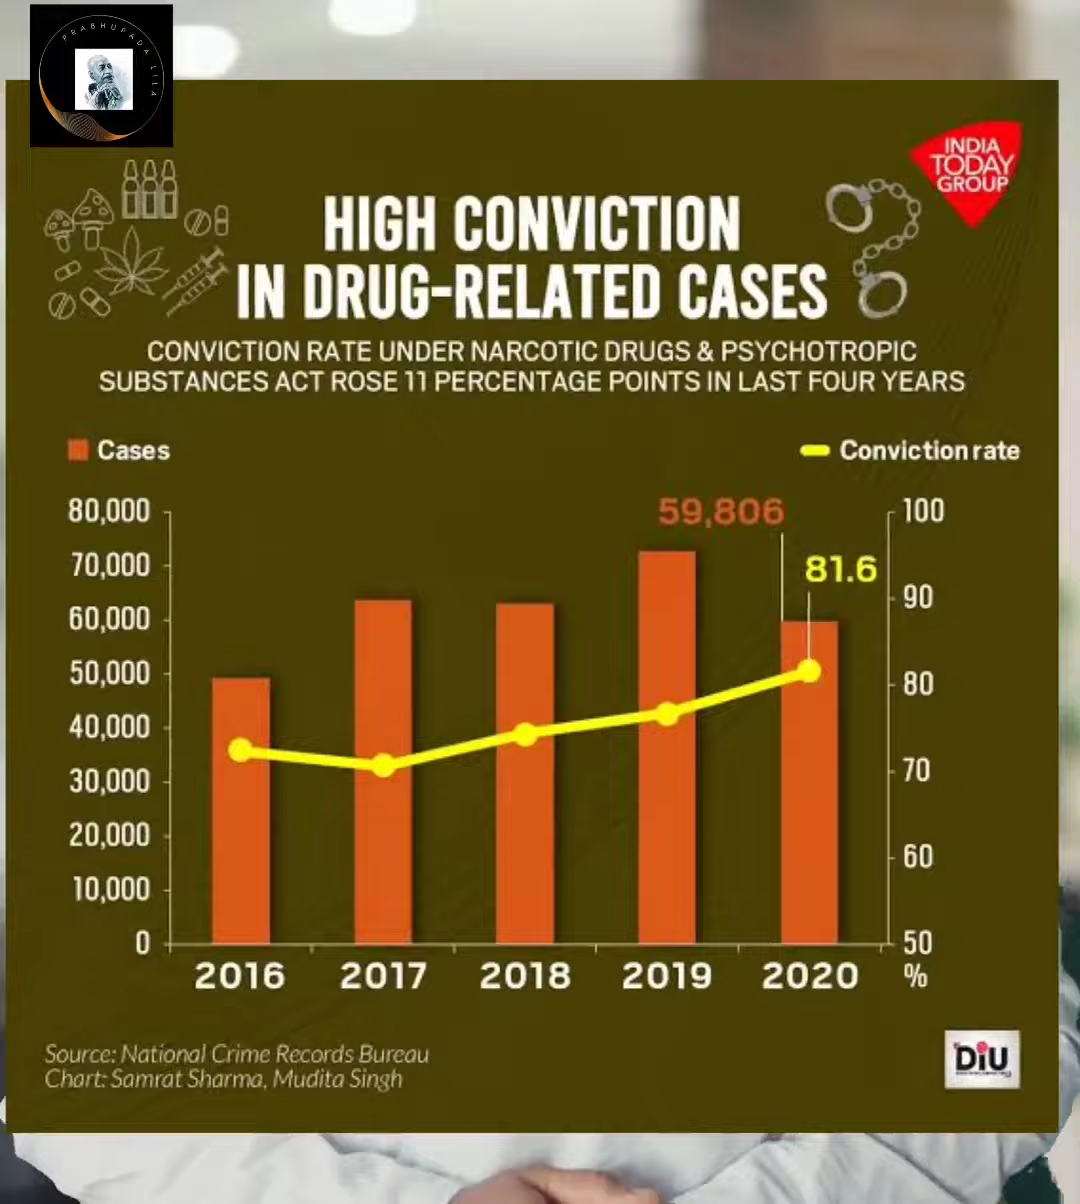 PRABHUPADA LILA
INDIA
TODAY
GROUP
HIGH CONVICTION
IN DRUG-RELATED CASES
CONVICTION RATE UNDER NARCOTIC DRUGS & PSYCHOTROPIC
SUBSTANCES ACT ROSE 11 PERCENTAGE POINTS IN LAST FOUR YEARS
Cases
Conviction rate
80,000
70,000
60,000
50,000
40,000
30,000
20,000
10,000
0
59,806
81.6
100
90
80
70
60
50
%
2016 2017 2018 2019 2020
Source: National Crime Records Bureau
Chart: Samrat Sharma, Mudita Singh
DiU